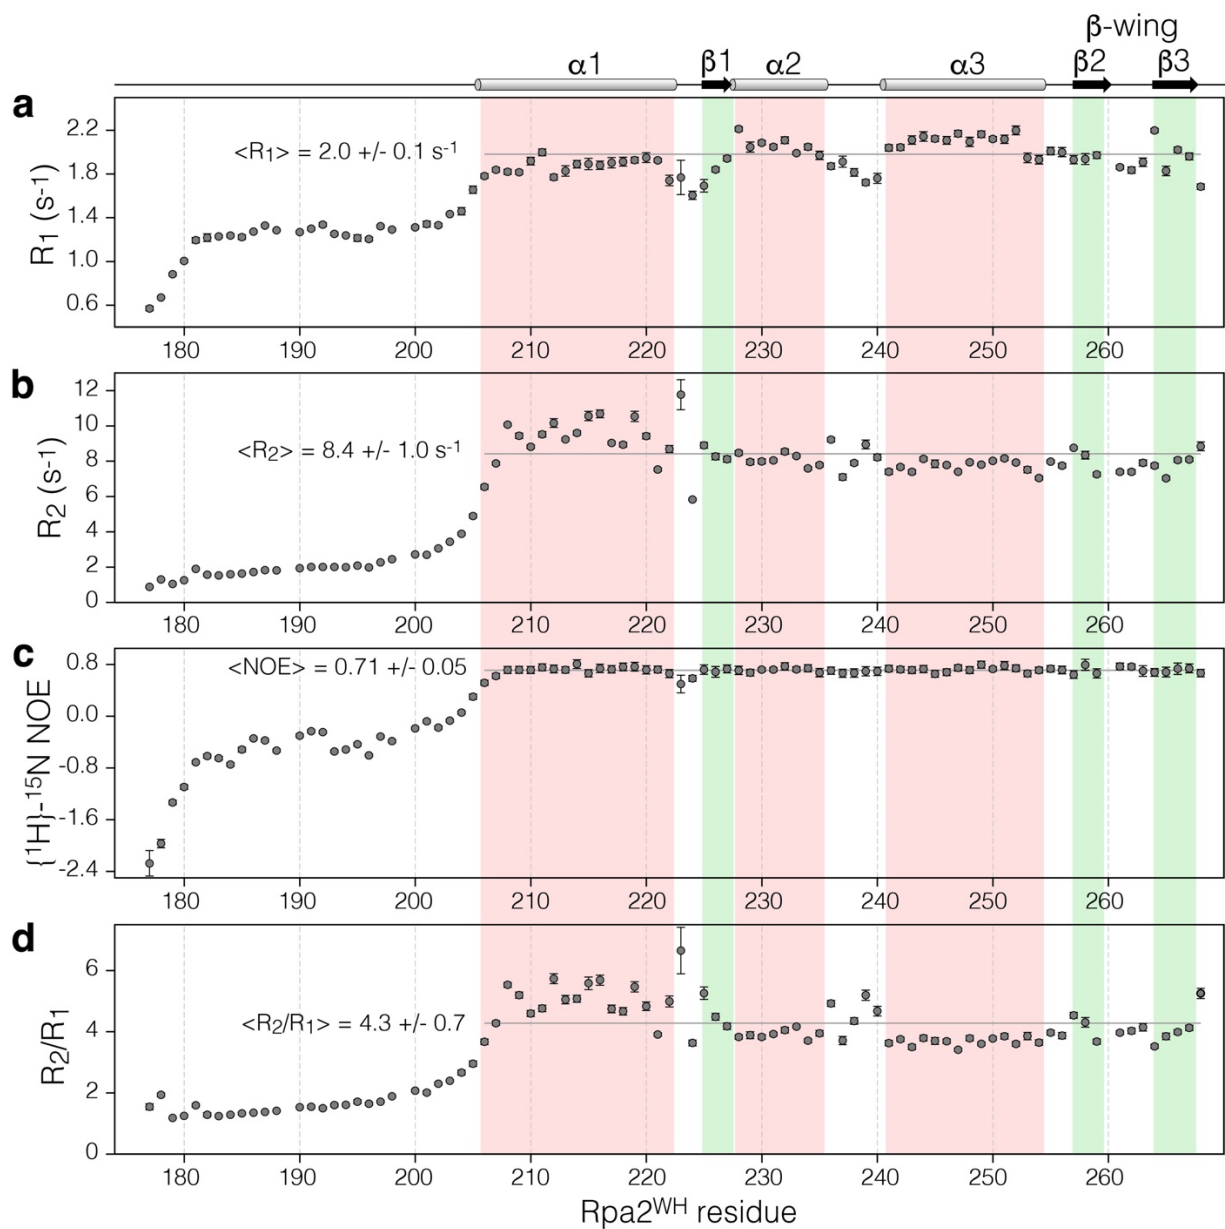 β-wing
α1 β1 α2 α3 β2 β3
a
<R1> = 2.0 +/- 0.1 s-1
R1 (s-1)
2.2
1.8
1.4
1.0
0.6
180 190 200 210 220 230 240 250 260
b
<R2> = 8.4 +/- 1.0 s-1
R2 (s-1)
12
10
8
6
4
2
0
180 190 200 210 220 230 240 250 260
c
<NOE> = 0.71 +/- 0.05
{1H}-15N NOE
0.8
0.0
-0.8
-1.6
-2.4
180 190 200 210 220 230 240 250 260
d
<R2/R1> = 4.3 +/- 0.7
R2/R1
6
4
2
0
180 190 200 210 220 230 240 250 260
Rpa2WH residue